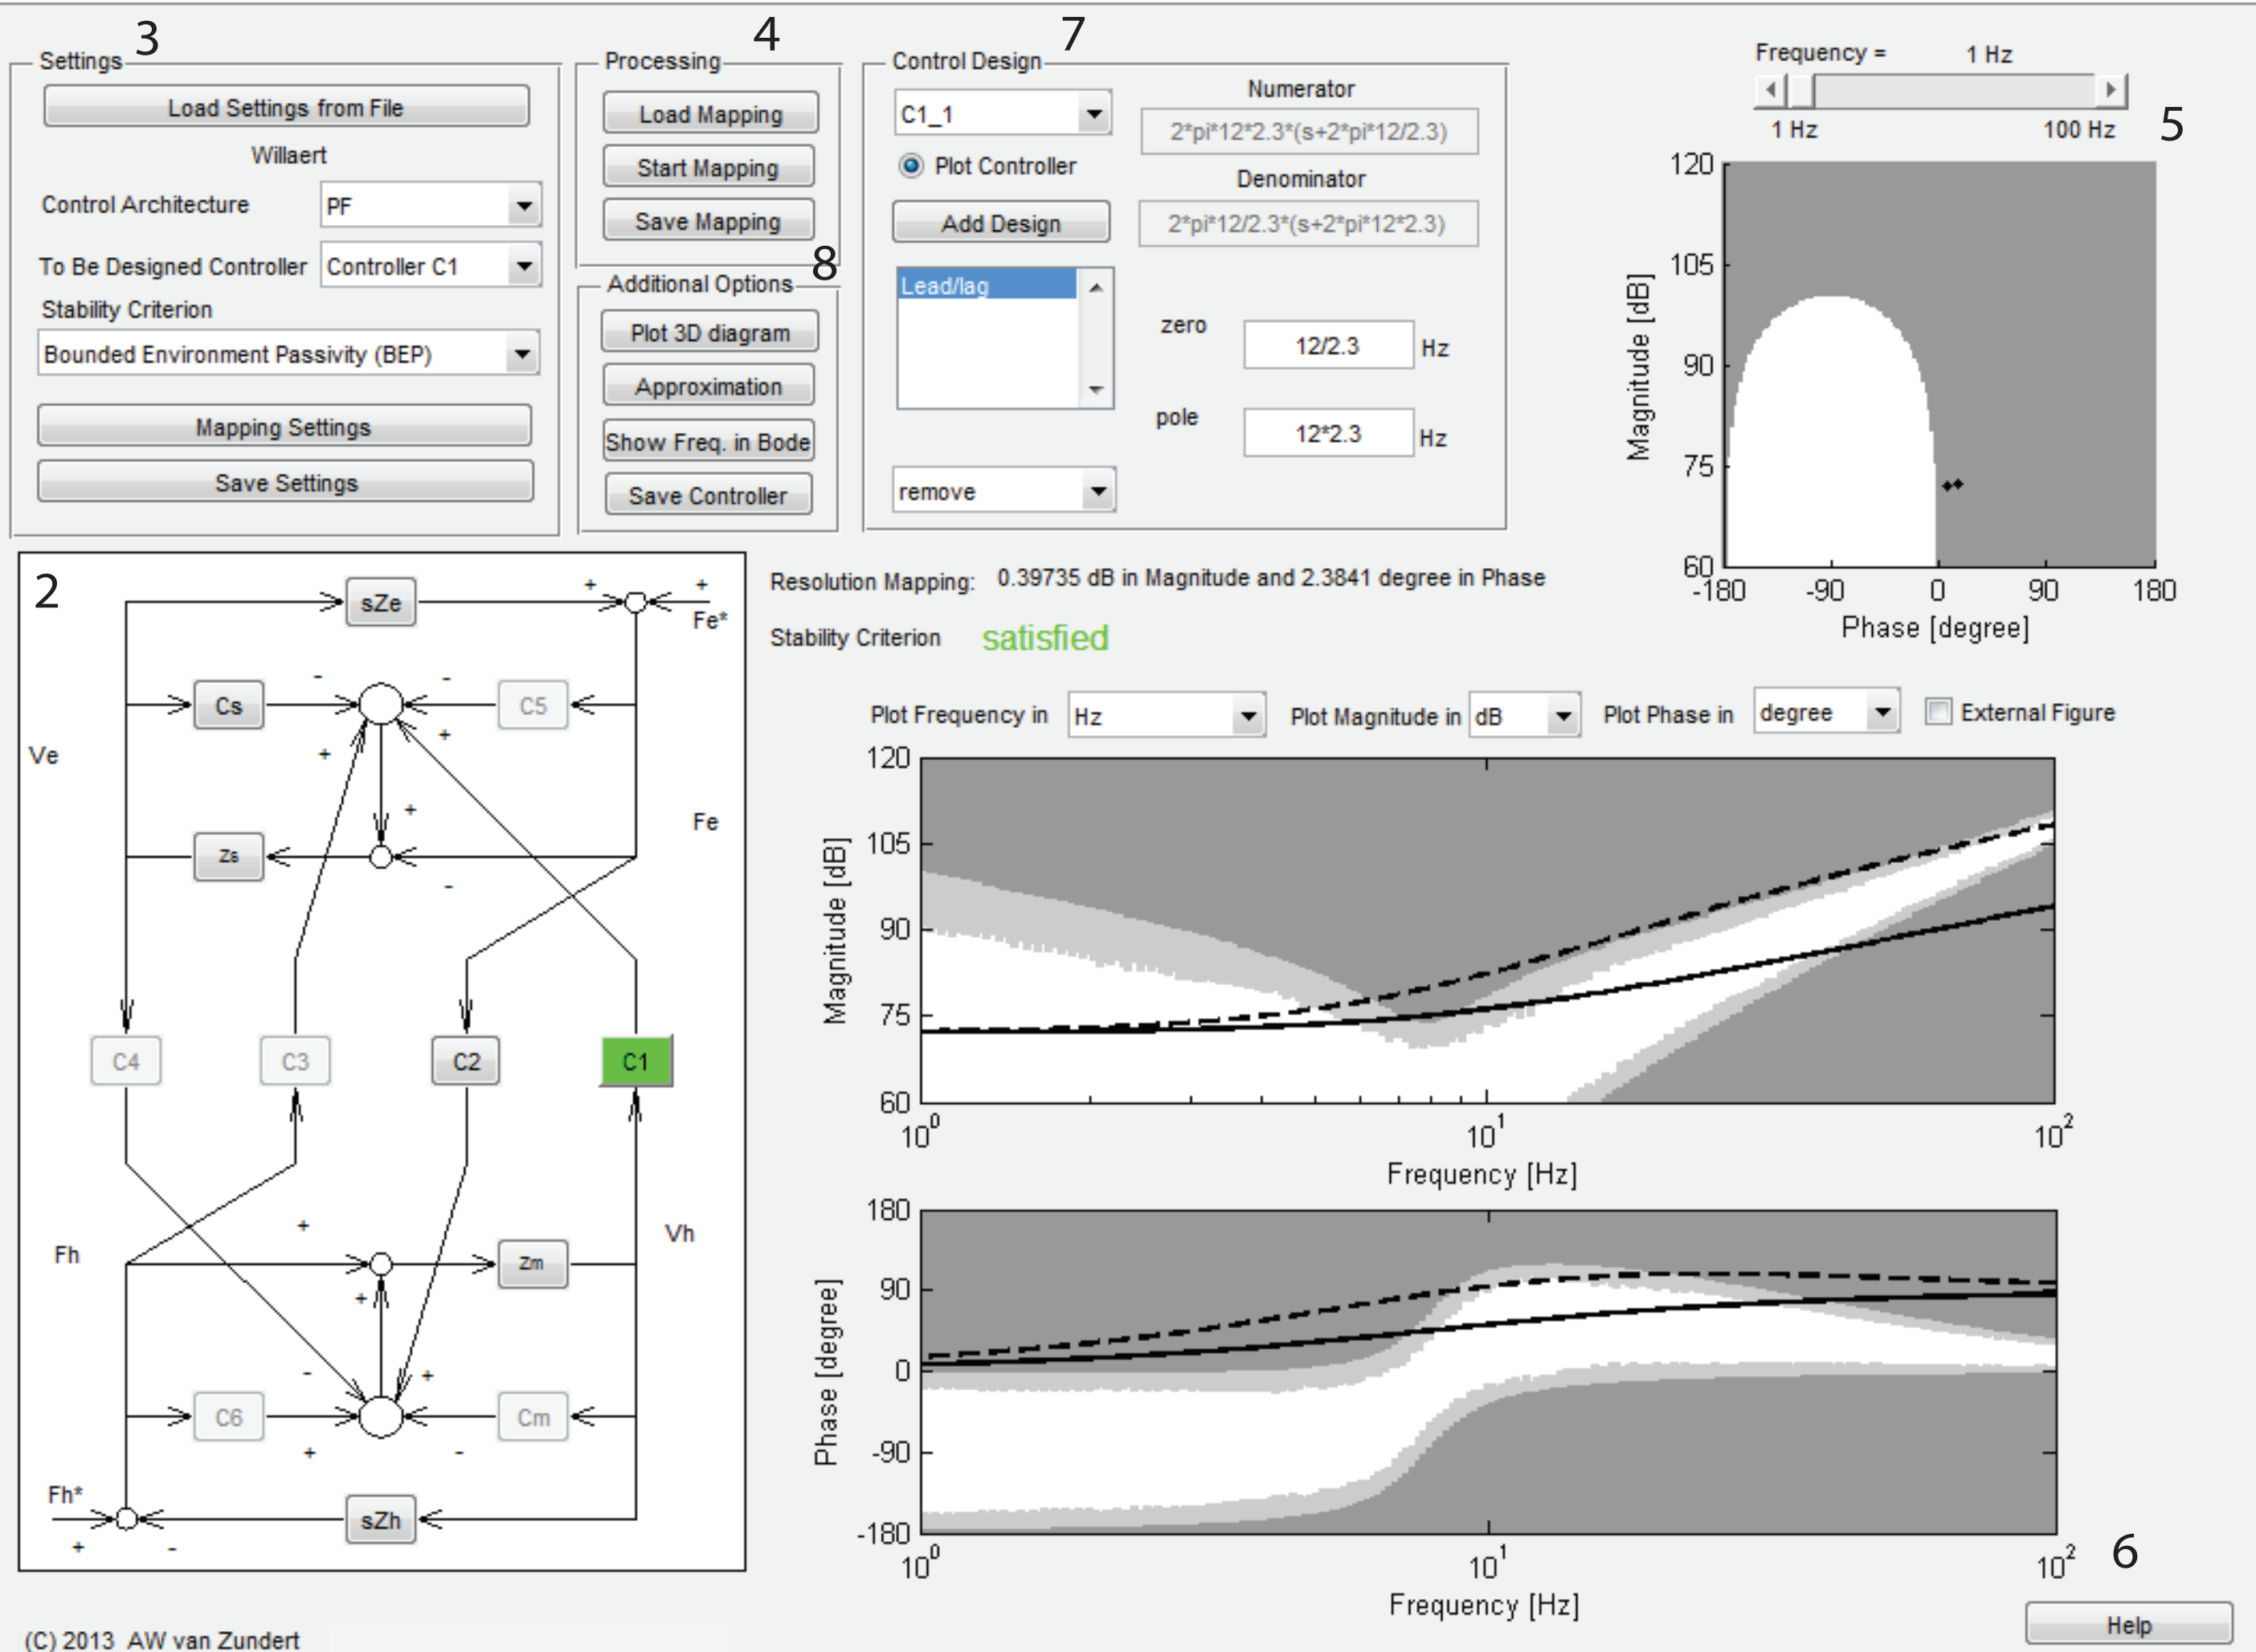 3
Settings
Load Settings from File
Willaert
Control Architecture PF
To Be Designed Controller Controller C1
Stability Criterion
Bounded Environment Passivity (BEP)
Mapping Settings
Save Settings
4
Processing
Load Mapping
Start Mapping
Save Mapping
8
Additional Options
Plot 3D diagram
Approximation
Show Freq. in Bode
Save Controller
7
Control Design
C1_1
Plot Controller
Add Design
Lead/lag
remove
Numerator
2*pi*12*2.3*(s+2*pi*12/2.3)
Denominator
2*pi*12/2.3*(s+2*pi*12*2.3)
zero 12/2.3 Hz
pole 12*2.3 Hz
Frequency = 1 Hz
1 Hz 100 Hz
5
120
105
90
75
60
Magnitude [dB]
-180 -90 0 90 180
Phase [degree]
2
sZe
+ +
Fe*
- -
Cs C5
+ +
Ve
+
Fe
Zs
-
C4 C3 C2 C1
+
Vh
Fh
Zm
+
- +
C6 Cm
+ -
Fh*
sZh
+ -
Resolution Mapping: 0.39735 dB in Magnitude and 2.3841 degree in Phase
Stability Criterion satisfied
Plot Frequency in Hz Plot Magnitude in dB Plot Phase in degree External Figure
120
105
90
75
60
Magnitude [dB]
10^0 10^1 10^2
Frequency [Hz]
180
90
0
-90
-180
Phase [degree]
10^0 10^1 10^2
Frequency [Hz]
6
Help
(C) 2013 AW van Zundert